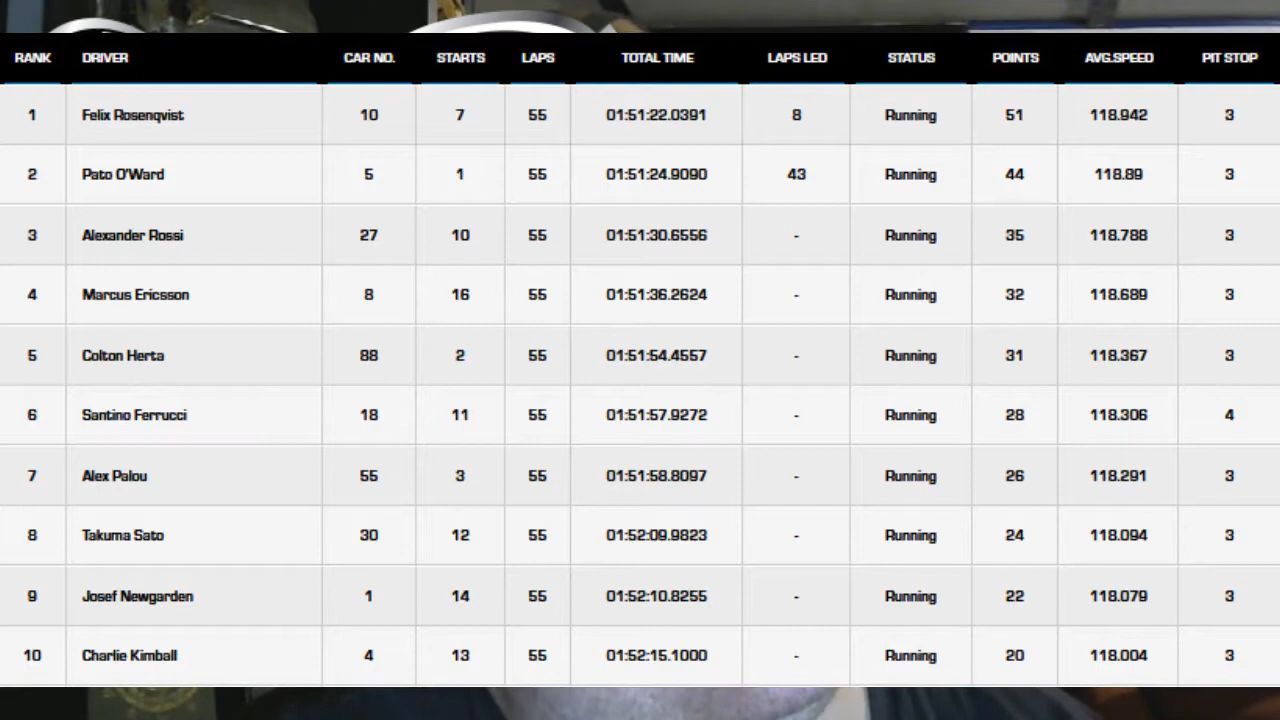 RANK DRIVER CAR NO. STARTS LAPS TOTAL TIME LAPS LED STATUS POINTS AVG.SPEED PIT STOP
1 Felix Rosenqvist 10 7 55 01:51:22.0391 8 Running 51 118.942 3
2 Pato O'Ward 5 1 55 01:51:24.9090 43 Running 44 118.89 3
3 Alexander Rossi 27 10 55 01:51:30.6556 - Running 35 118.788 3
4 Marcus Ericsson 8 16 55 01:51:36.2624 - Running 32 118.689 3
5 Colton Herta 88 2 55 01:51:54.4557 - Running 31 118.367 3
6 Santino Ferrucci 18 11 55 01:51:57.9272 - Running 28 118.306 4
7 Alex Palou 55 3 55 01:51:58.8097 - Running 26 118.291 3
8 Takuma Sato 30 12 55 01:52:09.9823 - Running 24 118.094 3
9 Josef Newgarden 1 14 55 01:52:10.8255 - Running 22 118.079 3
10 Charlie Kimball 4 13 55 01:52:15.1000 - Running 20 118.004 3